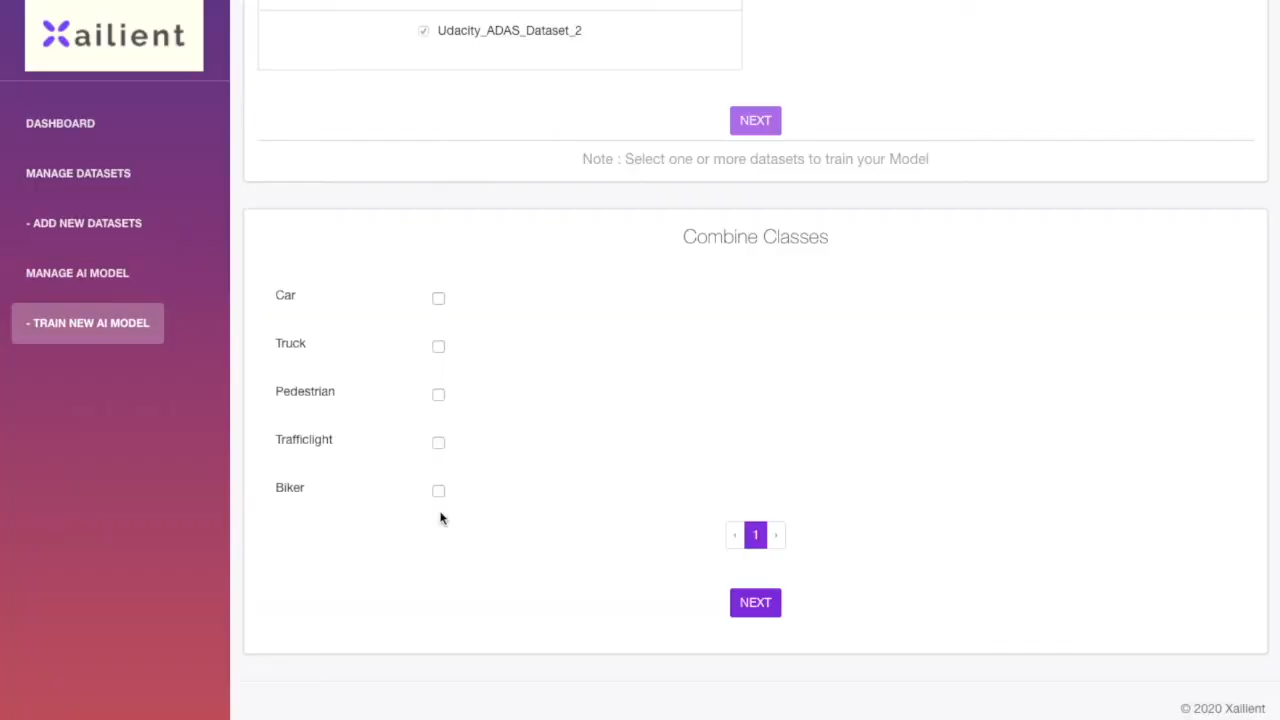 Xailient
DASHBOARD
MANAGE DATASETS
- ADD NEW DATASETS
MANAGE AI MODEL
- TRAIN NEW AI MODEL
Udacity_ADAS_Dataset_2
NEXT
Note : Select one or more datasets to train your Model
Combine Classes
Car
Truck
Pedestrian
Trafficlight
Biker
‹ 1 ›
NEXT
© 2020 Xailient